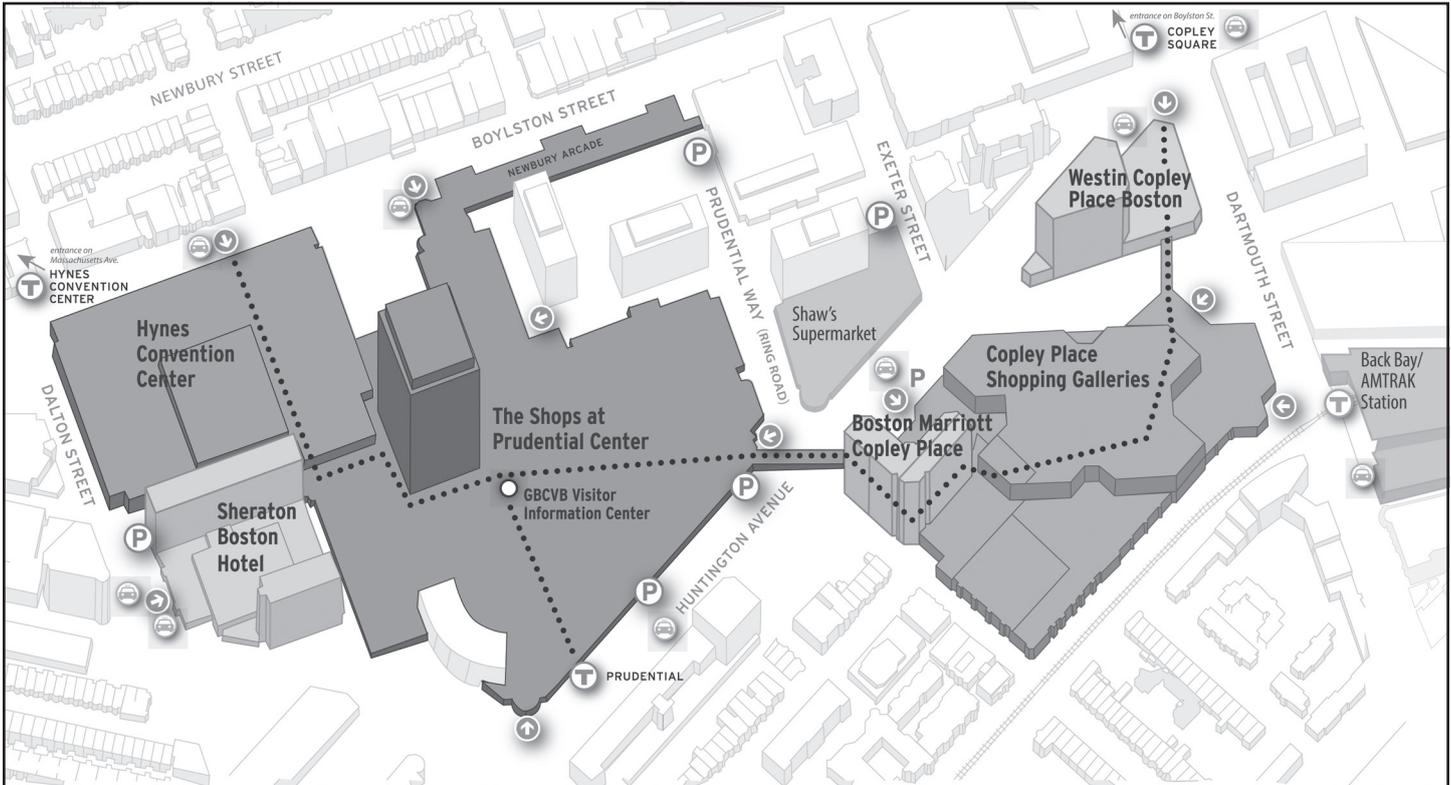 entrance on Boylston St.
T
COPLEY
SQUARE
NEWBURY STREET
BOYLSTON STREET
NEWBURY ARCADE
P
EXETER STREET
P
Westin Copley
Place Boston
DARTMOUTH STREET
PRUDENTIAL WAY (RING ROAD)
entrance on
Massachusetts Ave.
T
HYNES
CONVENTION
CENTER
Hynes
Convention
Center
Shaw's
Supermarket
Copley Place
Shopping Galleries
Back Bay/
AMTRAK
Station
T
P
DALTON STREET
The Shops at
Prudential Center
Boston Marriott
Copley Place
P
GBCVB Visitor
Information Center
HUNTINGTON AVENUE
Sheraton
Boston
Hotel
P
P
T
PRUDENTIAL